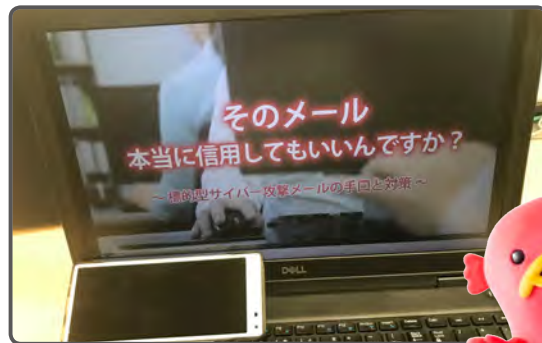 そのメール
本当に信用してもいいんですか？
～標的型サイバー攻撃メールの手口と対策～
DELL